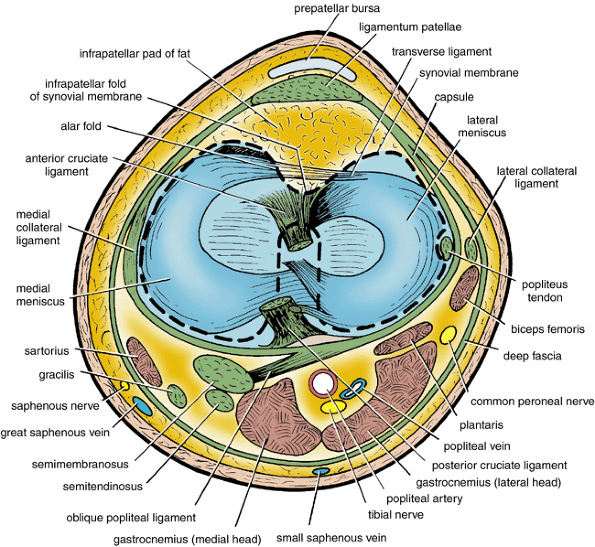 prepatellar bursa
ligamentum patellae
infrapatellar pad of fat
transverse ligament
synovial membrane
infrapatellar fold
of synovial membrane
capsule
alar fold
lateral
meniscus
anterior cruciate
ligament
lateral collateral
ligament
medial
collateral
ligament
medial
meniscus
popliteus
tendon
biceps femoris
sartorius
deep fascia
gracilis
saphenous nerve
common peroneal nerve
great saphenous vein
plantaris
popliteal vein
semimembranosus
posterior cruciate ligament
semitendinosus
gastrocnemius (lateral head)
popliteal artery
oblique popliteal ligament
tibial nerve
gastrocnemius (medial head)
small saphenous vein